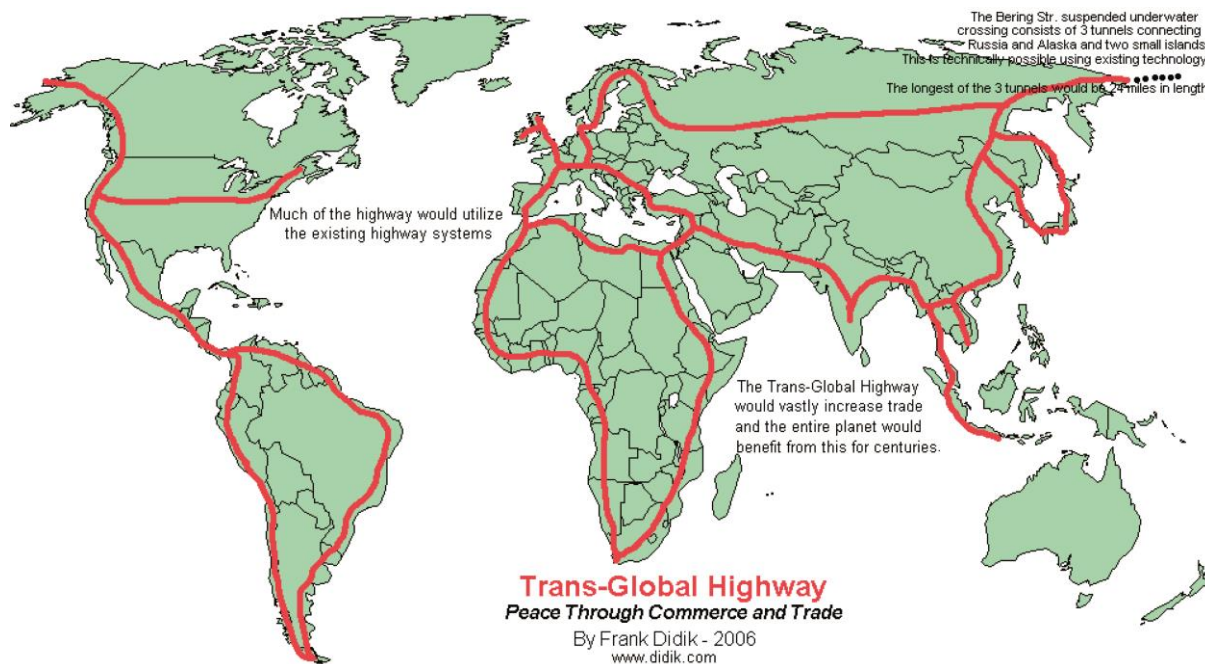 The Bering Str. suspended underwater
crossing consists of 3 tunnels connecting
Russia and Alaska and two small islands
This is technically possible using existing technology
The longest of the 3 tunnels would be 24 miles in length
Much of the highway would utilize
the existing highway systems
The Trans-Global Highway
would vastly increase trade
and the entire planet would
benefit from this for centuries.
Trans-Global Highway
Peace Through Commerce and Trade
By Frank Didik - 2006
www.didik.com